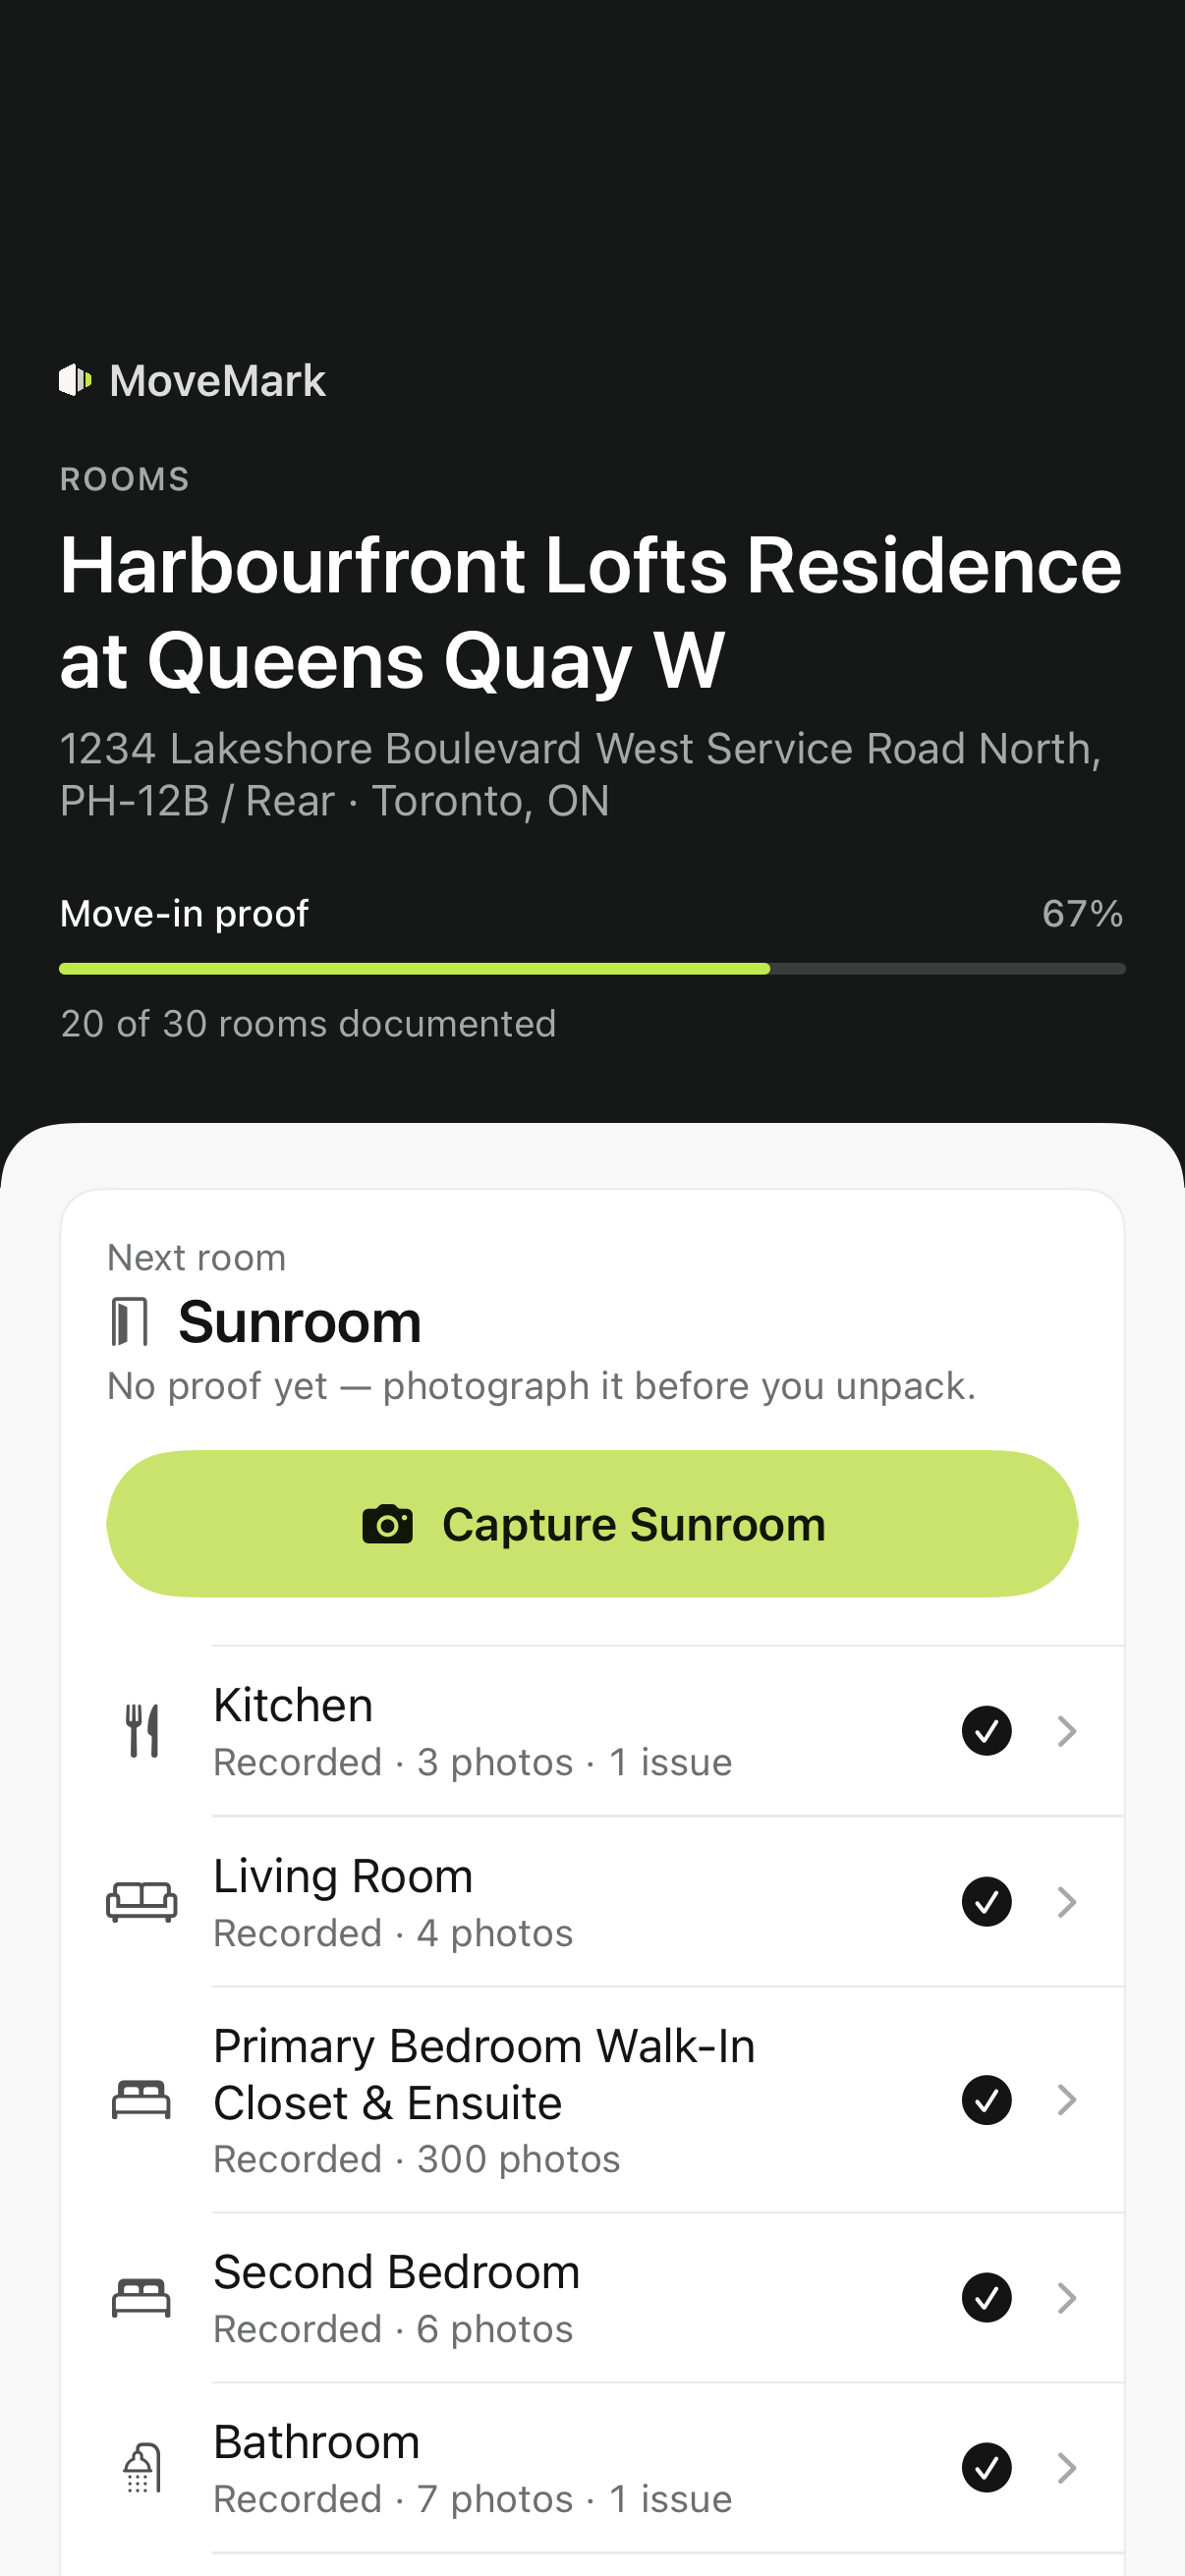 MoveMark
ROOMS
Harbourfront Lofts Residence
at Queens Quay W
1234 Lakeshore Boulevard West Service Road North,
PH-12B / Rear · Toronto, ON
Move-in proof
67%
20 of 30 rooms documented
Next room
Sunroom
No proof yet — photograph it before you unpack.
Capture Sunroom
Kitchen
Recorded · 3 photos · 1 issue
Living Room
Recorded · 4 photos
Primary Bedroom Walk-In
Closet & Ensuite
Recorded · 300 photos
Second Bedroom
Recorded · 6 photos
Bathroom
Recorded · 7 photos · 1 issue